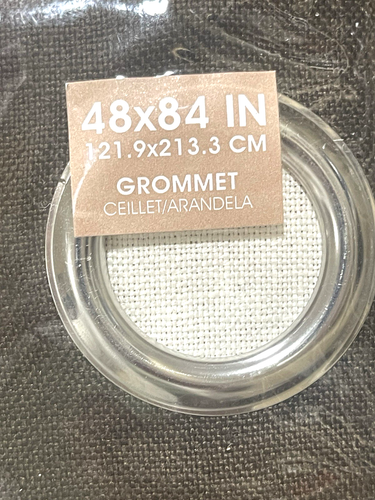 48x84 IN
121.9x213.3 CM
GROMMET
CEILLET/ARANDELA